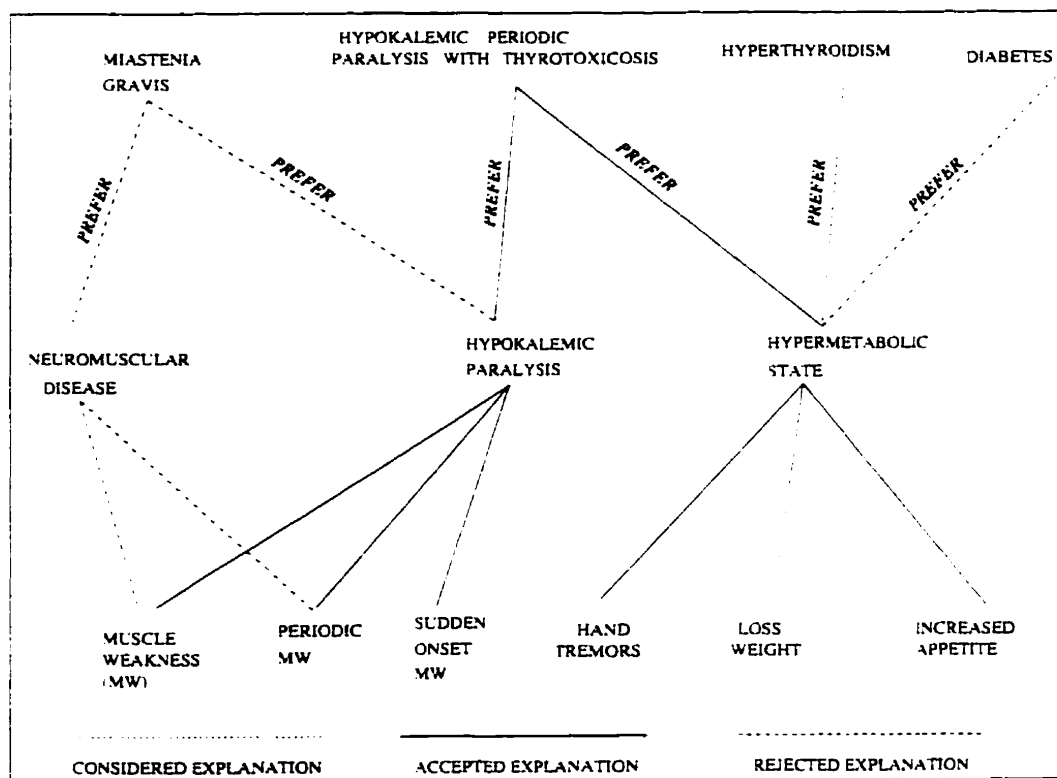 HYPOKALEMIC PERIODIC
PARALYSIS WITH THYROTOXICOSIS
MIASTENIA
GRAVIS
HYPERTHYROIDISM
DIABETES
PREFER
PREFER
PREFER
PREFER
PREFER
PREFER
NEUROMUSCULAR
DISEASE
HYPOKALEMIC
PARALYSIS
HYPERMETABOLIC
STATE
MUSCLE
WEAKNESS
(MW)
PERIODIC
MW
SUDDEN
ONSET
MW
HAND
TREMORS
LOSS
WEIGHT
INCREASED
APPETITE
CONSIDERED EXPLANATION
ACCEPTED EXPLANATION
REJECTED EXPLANATION